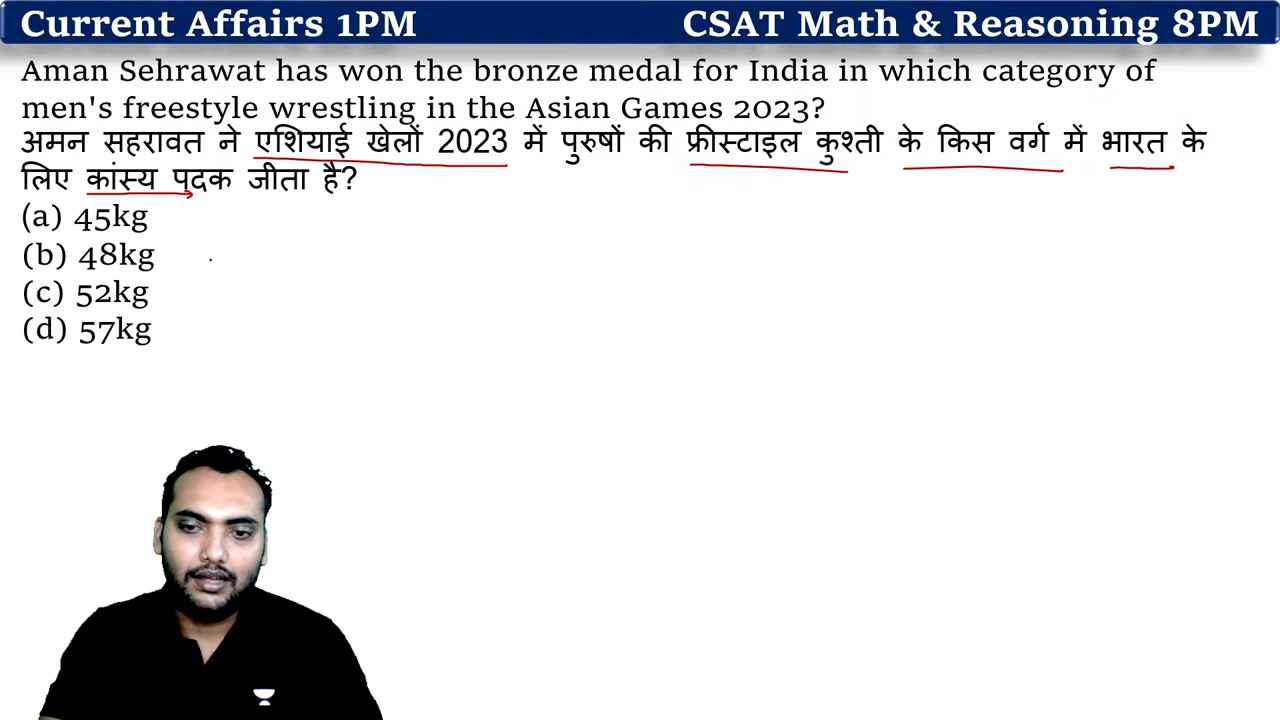 Current Affairs 1PM
CSAT Math & Reasoning 8PM
Aman Sehrawat has won the bronze medal for India in which category of
men's freestyle wrestling in the Asian Games 2023?
अमन सहरावत ने एशियाई खेलों 2023 में पुरुषों की फ्रीस्टाइल कुश्ती के किस वर्ग में भारत के
लिए कांस्य पदक जीता है?
(a) 45kg
(b) 48kg
(c) 52kg
(d) 57kg